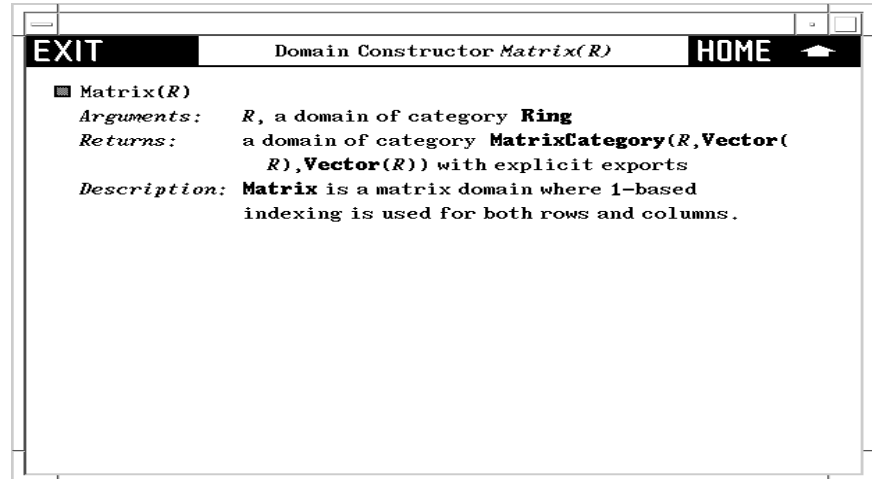 EXIT Domain Constructor Matrix(R) HOME
Matrix(R)
Arguments: R, a domain of category Ring
Returns: a domain of category MatrixCategory(R,Vector(
R),Vector(R)) with explicit exports
Description: Matrix is a matrix domain where 1-based
indexing is used for both rows and columns.